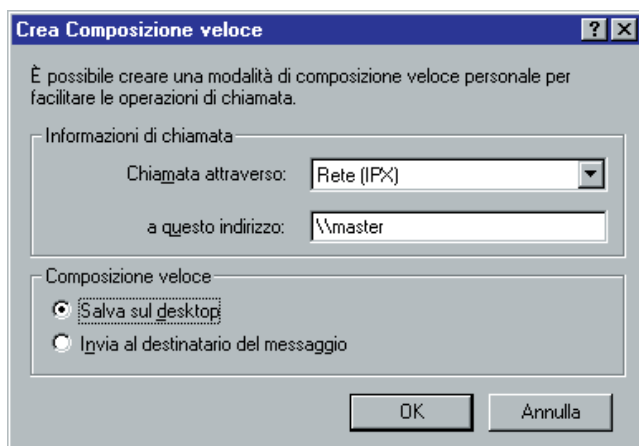 Crea Composizione veloce
È possibile creare una modalità di composizione veloce personale per
facilitare le operazioni di chiamata.
Informazioni di chiamata
Chiamata attraverso: Rete (IPX)
a questo indirizzo: \\master
Composizione veloce
Salva sul desktop
Invia al destinatario del messaggio
OK Annulla